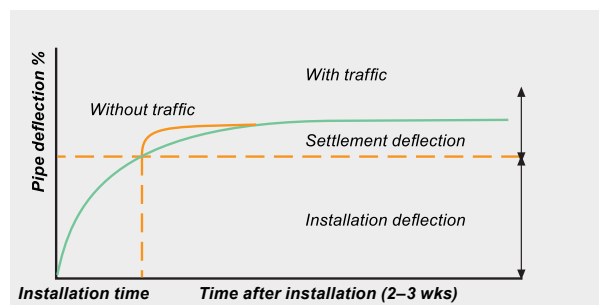 With traffic
Without traffic
Pipe deflection %
Settlement deflection
Installation deflection
Installation time
Time after installation (2–3 wks)